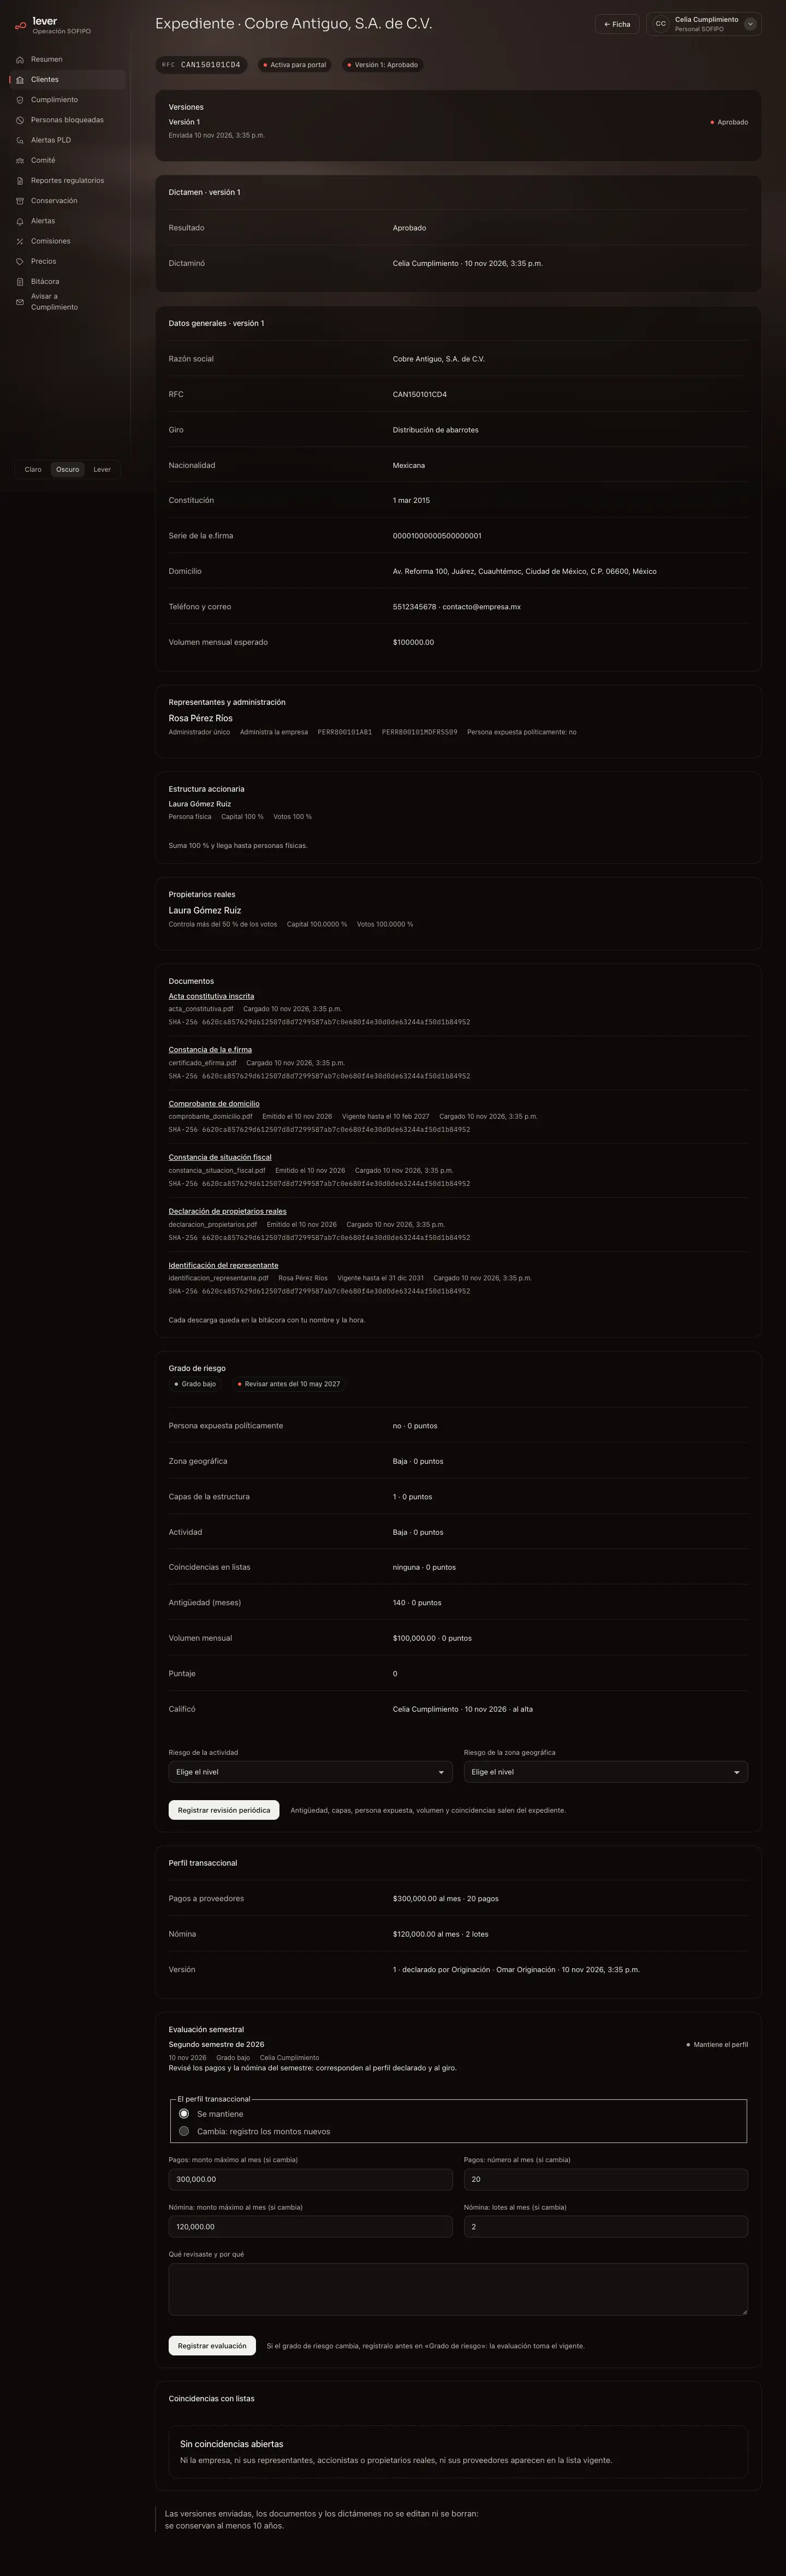 lever
Operación SOFIPO
Resumen
Clientes
Cumplimiento
Personas bloqueadas
Alertas PLD
Comité
Reportes regulatorios
Conservación
Alertas
Comisiones
Precios
Bitácora
Avisar a
Cumplimiento
Claro Oscuro Lever
Expediente · Cobre Antiguo, S.A. de C.V.
← Ficha
CC
Celia Cumplimiento
Personal SOFIPO
RFC CAN150101CD4
Activa para portal
Versión 1: Aprobado
Versiones
Versión 1
Aprobado
Enviada 10 nov 2026, 3:35 p.m.
Dictamen · versión 1
Resultado Aprobado
Dictaminó Celia Cumplimiento · 10 nov 2026, 3:35 p.m.
Datos generales · versión 1
Razón social Cobre Antiguo, S.A. de C.V.
RFC CAN150101CD4
Giro Distribución de abarrotes
Nacionalidad Mexicana
Constitución 1 mar 2015
Serie de la e.firma 00001000000500000001
Domicilio Av. Reforma 100, Juárez, Cuauhtémoc, Ciudad de México, C.P. 06600, México
Teléfono y correo 5512345678 · contacto@empresa.mx
Volumen mensual esperado $100000.00
Representantes y administración
Rosa Pérez Ríos
Administrador único Administra la empresa PERR800101AB1 PERR800101MDFRSS09 Persona expuesta políticamente: no
Estructura accionaria
Laura Gómez Ruiz
Persona física Capital 100 % Votos 100 %
Suma 100 % y llega hasta personas físicas.
Propietarios reales
Laura Gómez Ruiz
Controla más del 50 % de los votos Capital 100.0000 % Votos 100.0000 %
Documentos
Acta constitutiva inscrita
acta_constitutiva.pdf Cargado 10 nov 2026, 3:35 p.m.
SHA-256 6620ca857629d612507d8d7299587ab7c0e680f4e30d0de63244af50d1b84952
Constancia de la e.firma
certificado_efirma.pdf Cargado 10 nov 2026, 3:35 p.m.
SHA-256 6620ca857629d612507d8d7299587ab7c0e680f4e30d0de63244af50d1b84952
Comprobante de domicilio
comprobante_domicilio.pdf Emitido el 10 nov 2026 Vigente hasta el 10 feb 2027 Cargado 10 nov 2026, 3:35 p.m.
SHA-256 6620ca857629d612507d8d7299587ab7c0e680f4e30d0de63244af50d1b84952
Constancia de situación fiscal
constancia_situacion_fiscal.pdf Emitido el 10 nov 2026 Cargado 10 nov 2026, 3:35 p.m.
SHA-256 6620ca857629d612507d8d7299587ab7c0e680f4e30d0de63244af50d1b84952
Declaración de propietarios reales
declaracion_propietarios.pdf Emitido el 10 nov 2026 Cargado 10 nov 2026, 3:35 p.m.
SHA-256 6620ca857629d612507d8d7299587ab7c0e680f4e30d0de63244af50d1b84952
Identificación del representante
identificacion_representante.pdf Rosa Pérez Ríos Vigente hasta el 31 dic 2031 Cargado 10 nov 2026, 3:35 p.m.
SHA-256 6620ca857629d612507d8d7299587ab7c0e680f4e30d0de63244af50d1b84952
Cada descarga queda en la bitácora con tu nombre y la hora.
Grado de riesgo
Grado bajo Revisar antes del 10 may 2027
Persona expuesta políticamente no · 0 puntos
Zona geográfica Baja · 0 puntos
Capas de la estructura 1 · 0 puntos
Actividad Baja · 0 puntos
Coincidencias en listas ninguna · 0 puntos
Antigüedad (meses) 140 · 0 puntos
Volumen mensual $100,000.00 · 0 puntos
Puntaje 0
Calificó Celia Cumplimiento · 10 nov 2026 · al alta
Riesgo de la actividad Riesgo de la zona geográfica
Elige el nivel Elige el nivel
Registrar revisión periódica Antigüedad, capas, persona expuesta, volumen y coincidencias salen del expediente.
Perfil transaccional
Pagos a proveedores $300,000.00 al mes · 20 pagos
Nómina $120,000.00 al mes · 2 lotes
Versión 1 · declarado por Originación · Omar Originación · 10 nov 2026, 3:35 p.m.
Evaluación semestral
Segundo semestre de 2026 Mantiene el perfil
10 nov 2026 Grado bajo Celia Cumplimiento
Revisé los pagos y la nómina del semestre: corresponden al perfil declarado y al giro.
El perfil transaccional
Se mantiene
Cambia: registro los montos nuevos
Pagos: monto máximo al mes (si cambia) Pagos: número al mes (si cambia)
300,000.00 20
Nómina: monto máximo al mes (si cambia) Nómina: lotes al mes (si cambia)
120,000.00 2
Qué revisaste y por qué
Registrar evaluación Si el grado de riesgo cambia, regístralo antes en «Grado de riesgo»: la evaluación toma el vigente.
Coincidencias con listas
Sin coincidencias abiertas
Ni la empresa, ni sus representantes, accionistas o propietarios reales, ni sus proveedores aparecen en la lista vigente.
Las versiones enviadas, los documentos y los dictámenes no se editan ni se borran:
se conservan al menos 10 años.